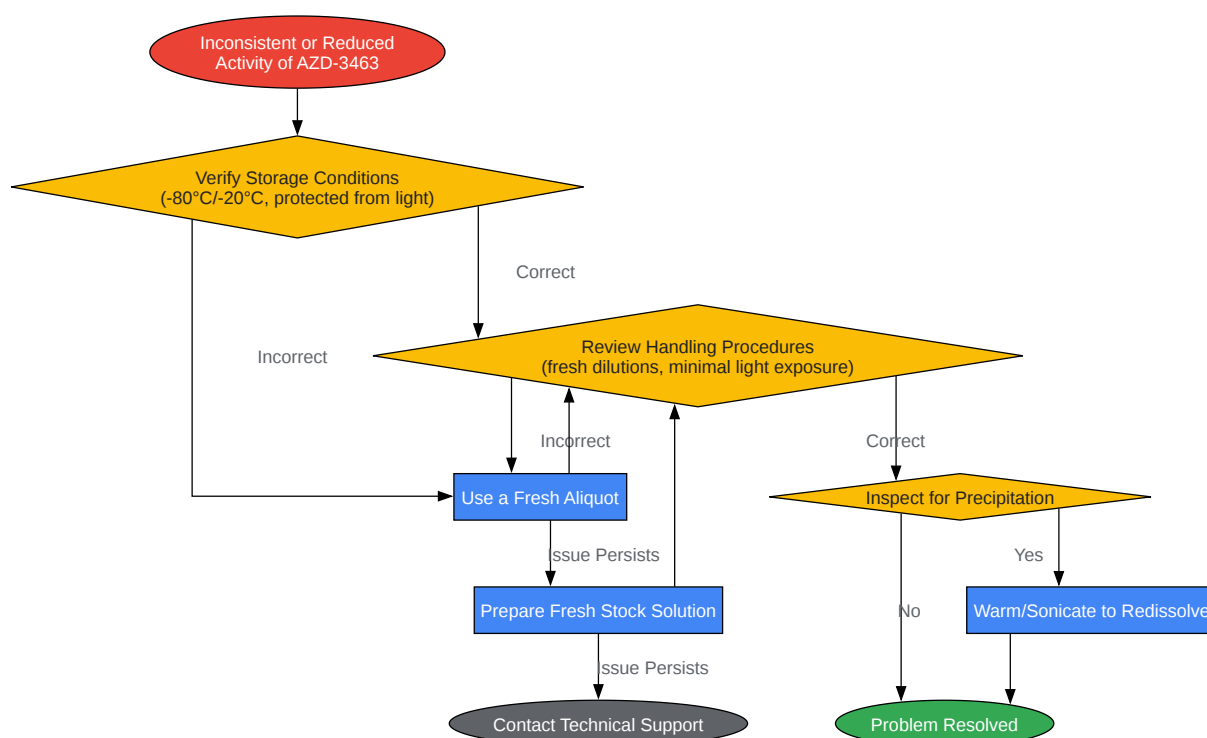 Inconsistent or Reduced
Activity of AZD-3463
Verify Storage Conditions
(-80°C/-20°C, protected from light)
Correct
Incorrect
Review Handling Procedures
(fresh dilutions, minimal light exposure)
Incorrect
Correct
Use a Fresh Aliquot
Inspect for Precipitation
Issue Persists
Yes
Prepare Fresh Stock Solution
No
Warm/Sonicate to Redissolve
Issue Persists
Contact Technical Support
Problem Resolved